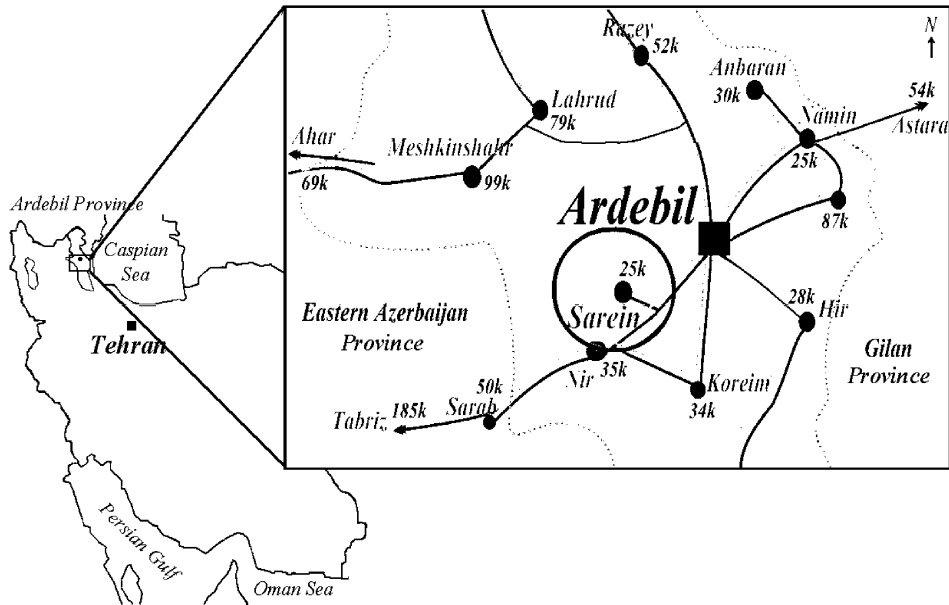 Ardebil Province
Caspian
Sea
Tehran
Persian Gulf
Oman Sea
N
Razey
52k
Anbaran
30k
54k
Astara
Namin
25k
Lahrud
79k
Ahar
69k
Meshkinshahr
99k
87k
Ardebil
25k
Sarein
28k
Hir
Eastern Azerbaijan
Province
Gilan
Province
Nir
35k
Koreim
34k
50k
Sarab
185k
Tabriz